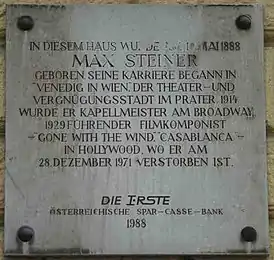 IN DIESEM HAUS MAI 1888
MAX STEINER
GEBOREN SEINE KARRIERE BEGANN IN
"VENEDIG IN WIEN, DER THEATER-UND
VERGNÜGUNGSSTADT IM PRATER. 1914
WURDE ER KAPELLMEISTER AM BROADWAY,
1929 FÜHRENDER FILMKOMPONIST
- GONE WITH THE WIND, CASABLANCA -
IN HOLLYWOOD, WO ER AM
28. DEZEMBER 1971 VERSTORBEN IST.
DIE ERSTE
ÖSTERREICHISCHE SPAR-CASSE-BANK
1988